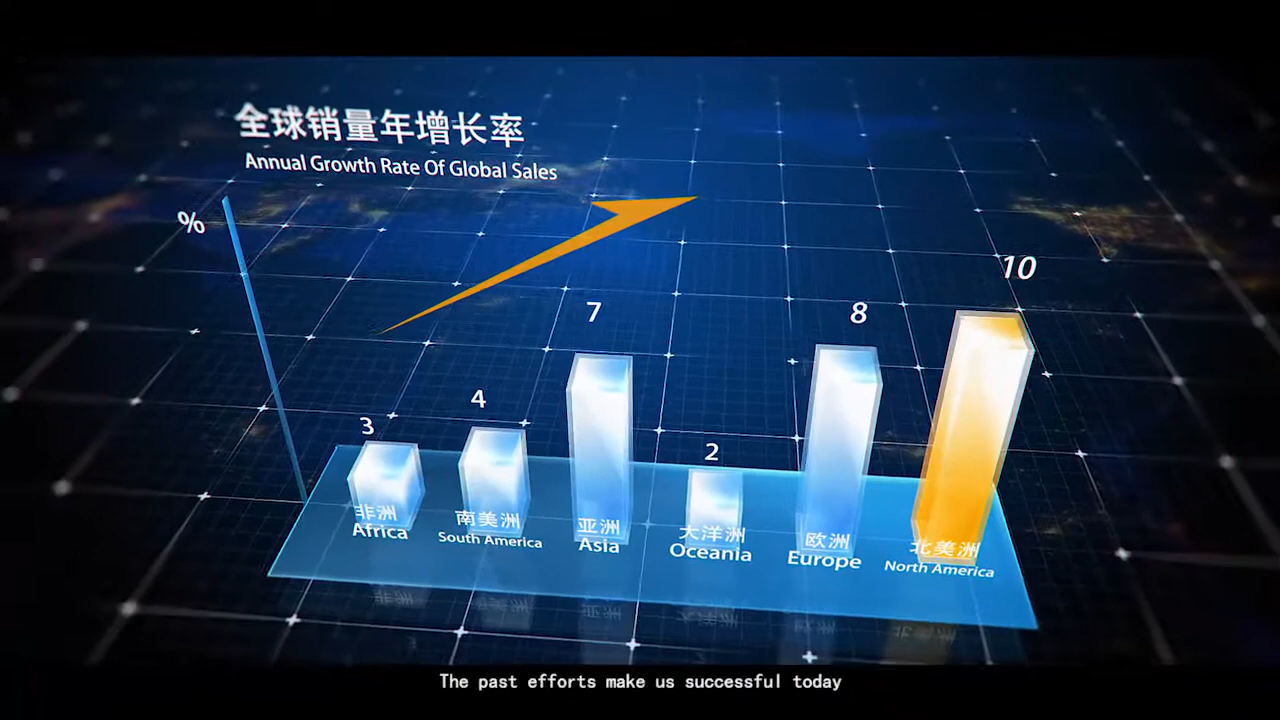 全球销量年增长率
Annual Growth Rate Of Global Sales
%
10
7
8
4
3
2
非洲
Africa
南美洲
South America
亚洲
Asia
大洋洲
Oceania
欧洲
Europe
北美洲
North America
The past efforts make us successful today